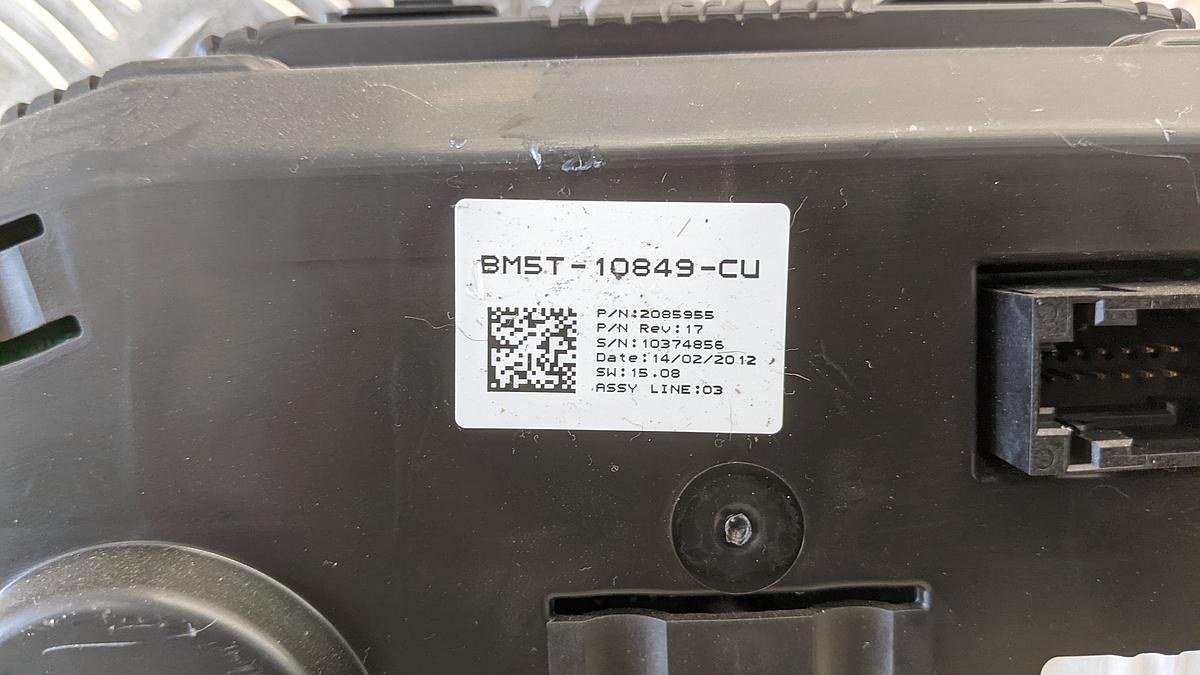 BM5T-10849-CU
P/N:2085955
P/N Rev:17
S/N:10374856
Date:14/02/2012
SW:15.08
ASSY LINE:03